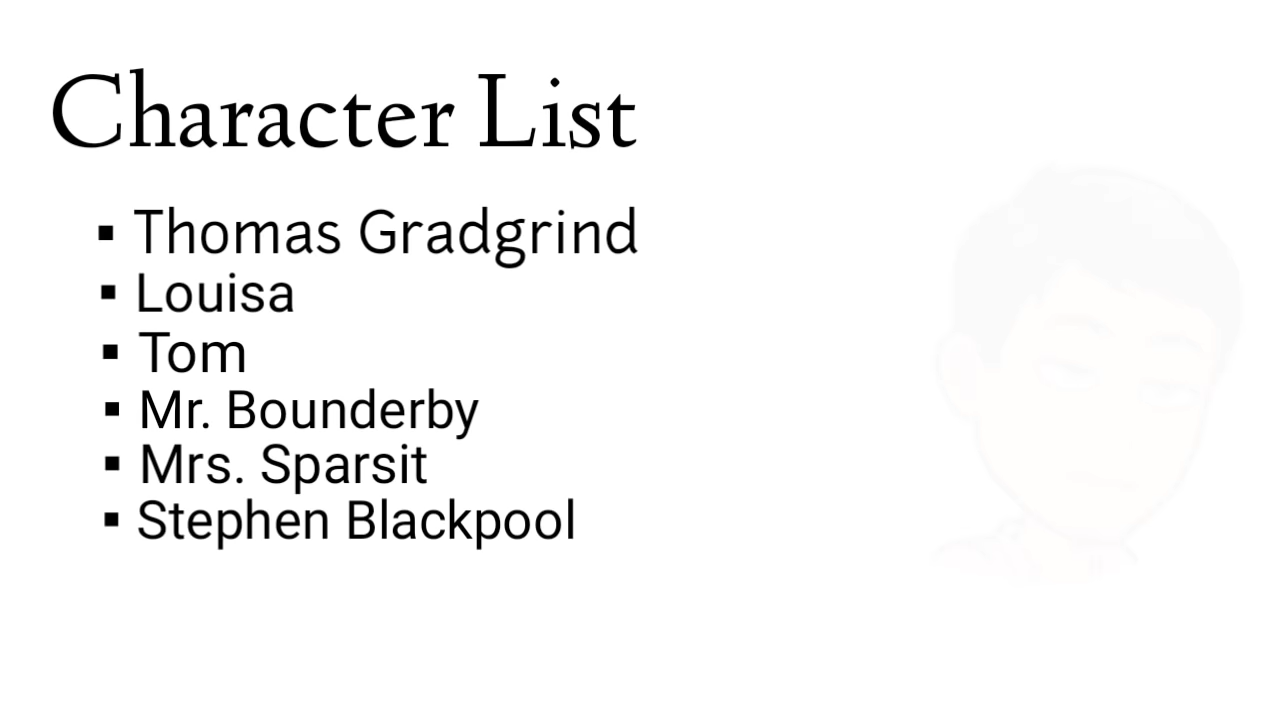 Character List
▪ Thomas Gradgrind
▪ Louisa
▪ Tom
▪ Mr. Bounderby
▪ Mrs. Sparsit
▪ Stephen Blackpool